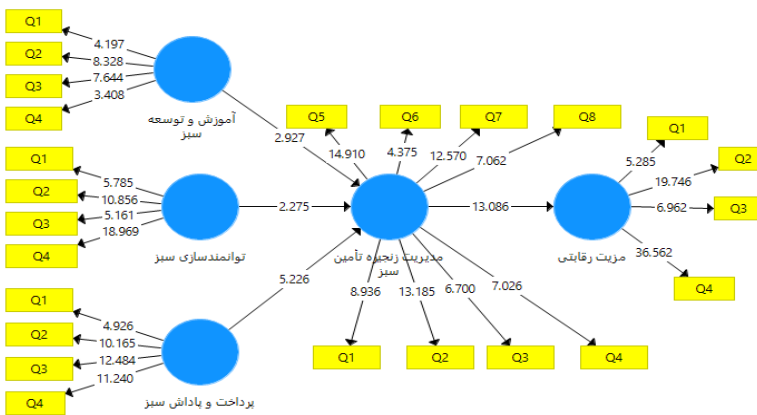 Q1
4.197
Q2
8.328
Q3
7.644
Q4
3.408
آموزش و توسعه
سبز
2.927
Q1
5.785
Q2
10.856
Q3
5.161
Q4
18.969
توانمندسازی سبز
2.275
Q1
4.926
Q2
10.165
Q3
12.484
Q4
11.240
پرداخت و پاداش سبز
5.226
Q5
Q6
Q7
Q8
14.910
4.375
12.570
7.062
مدیریت زنجیره تأمین
سبز
13.086
8.936
13.185
6.700
7.026
Q1
Q2
Q3
Q4
مزیت رقابتی
Q1
5.285
Q2
19.746
Q3
6.962
Q4
36.562